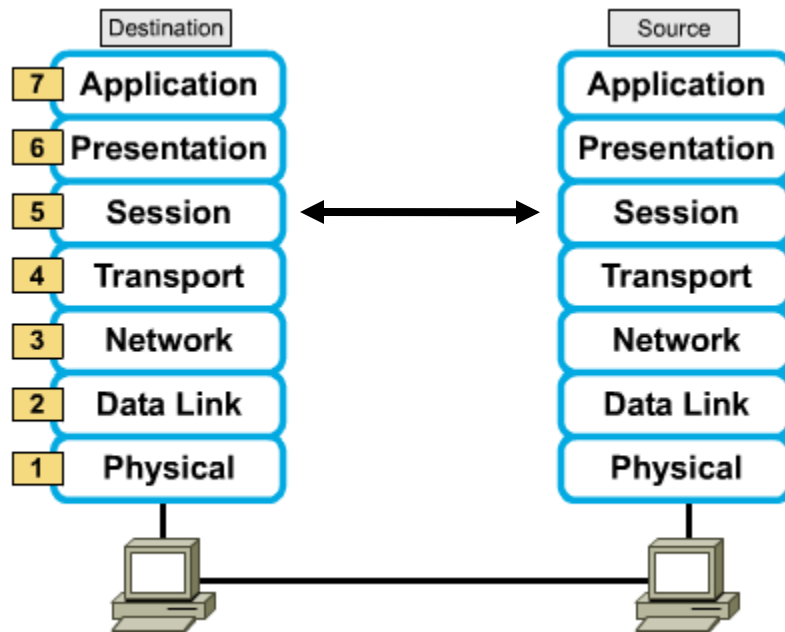 Destination
Source
7 Application
Application
6 Presentation
Presentation
5 Session
Session
4 Transport
Transport
3 Network
Network
2 Data Link
Data Link
1 Physical
Physical